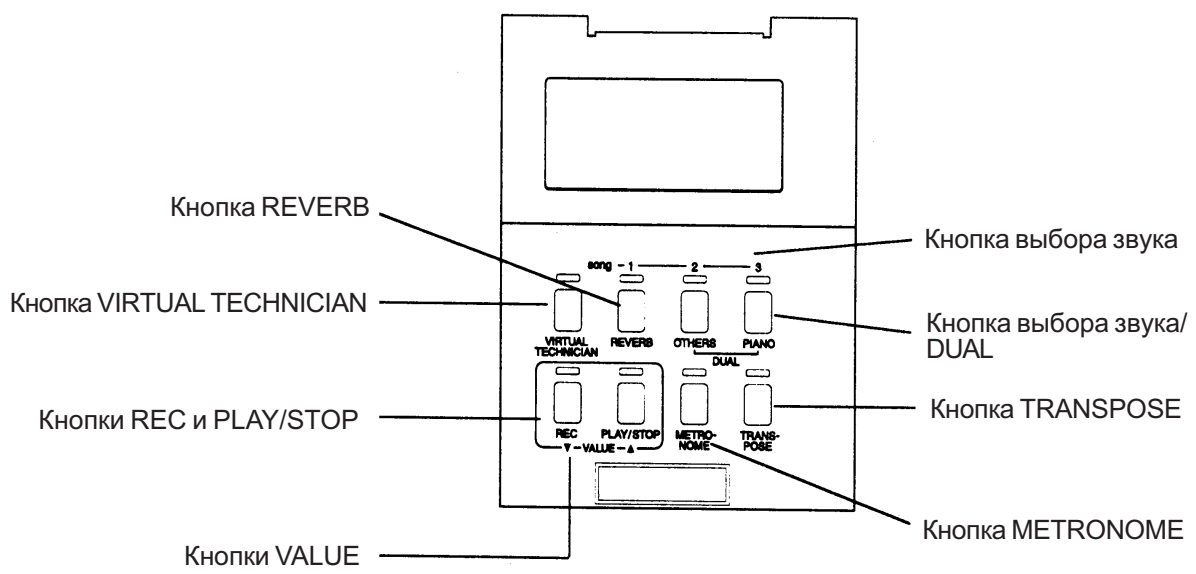 Кнопка REVERB
Кнопка выбора звука
song - 1 2 3
Кнопка VIRTUAL TECHNICIAN
Кнопка выбора звука/
DUAL
VIRTUAL
TECHNICIAN
REVERB
OTHERS
PIANO
DUAL
Кнопки REC и PLAY/STOP
Кнопка TRANSPOSE
REC
PLAY/STOP
METRO-
NOME
TRANS-
POSE
▼ - VALUE - ▲
Кнопка METRONOME
Кнопки VALUE